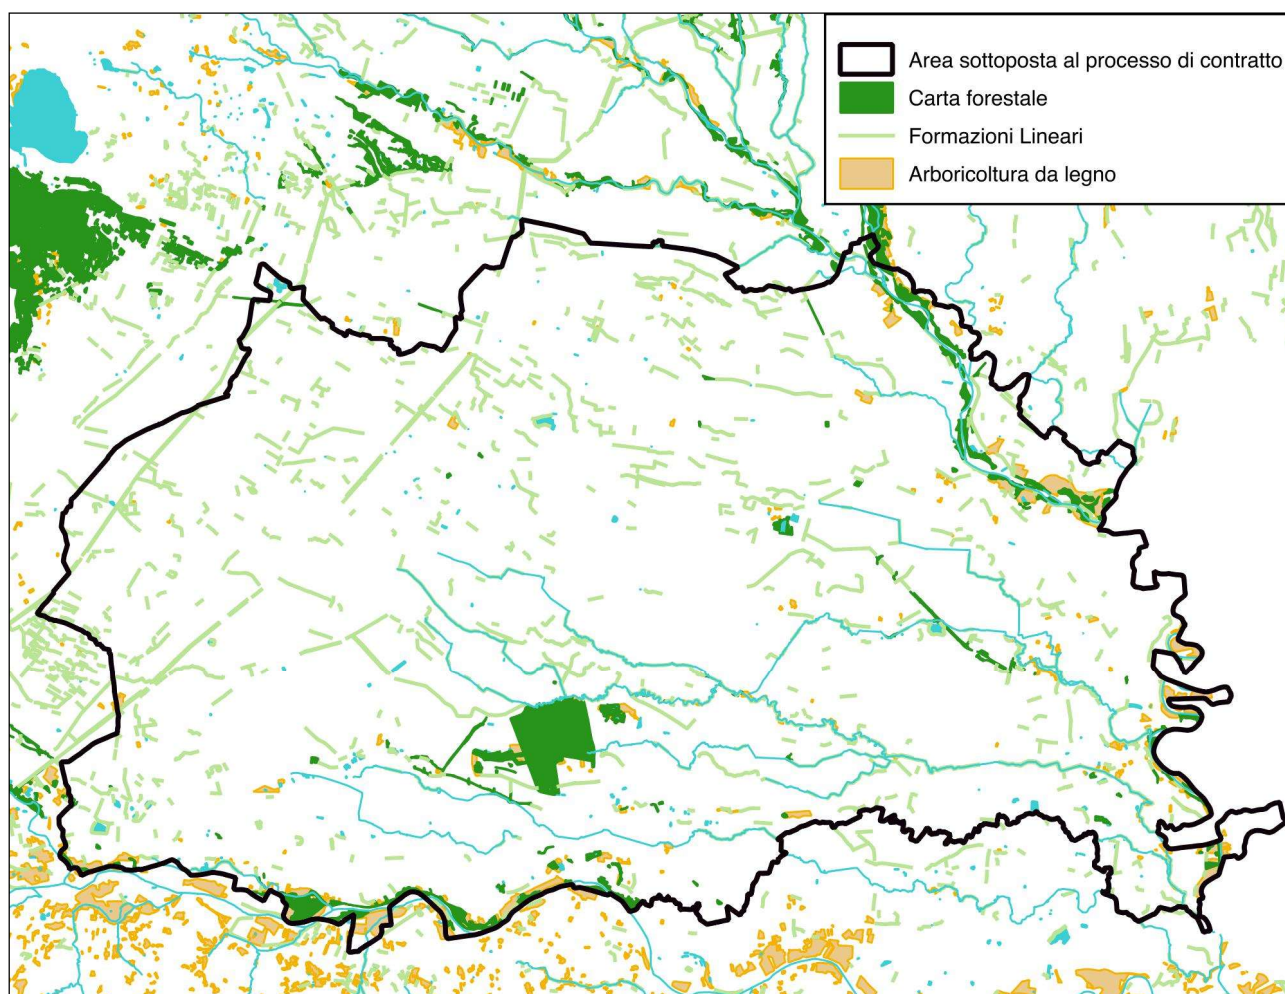 Area sottoposta al processo di contratto
Carta forestale
Formazioni Lineari
Arboricoltura da legno